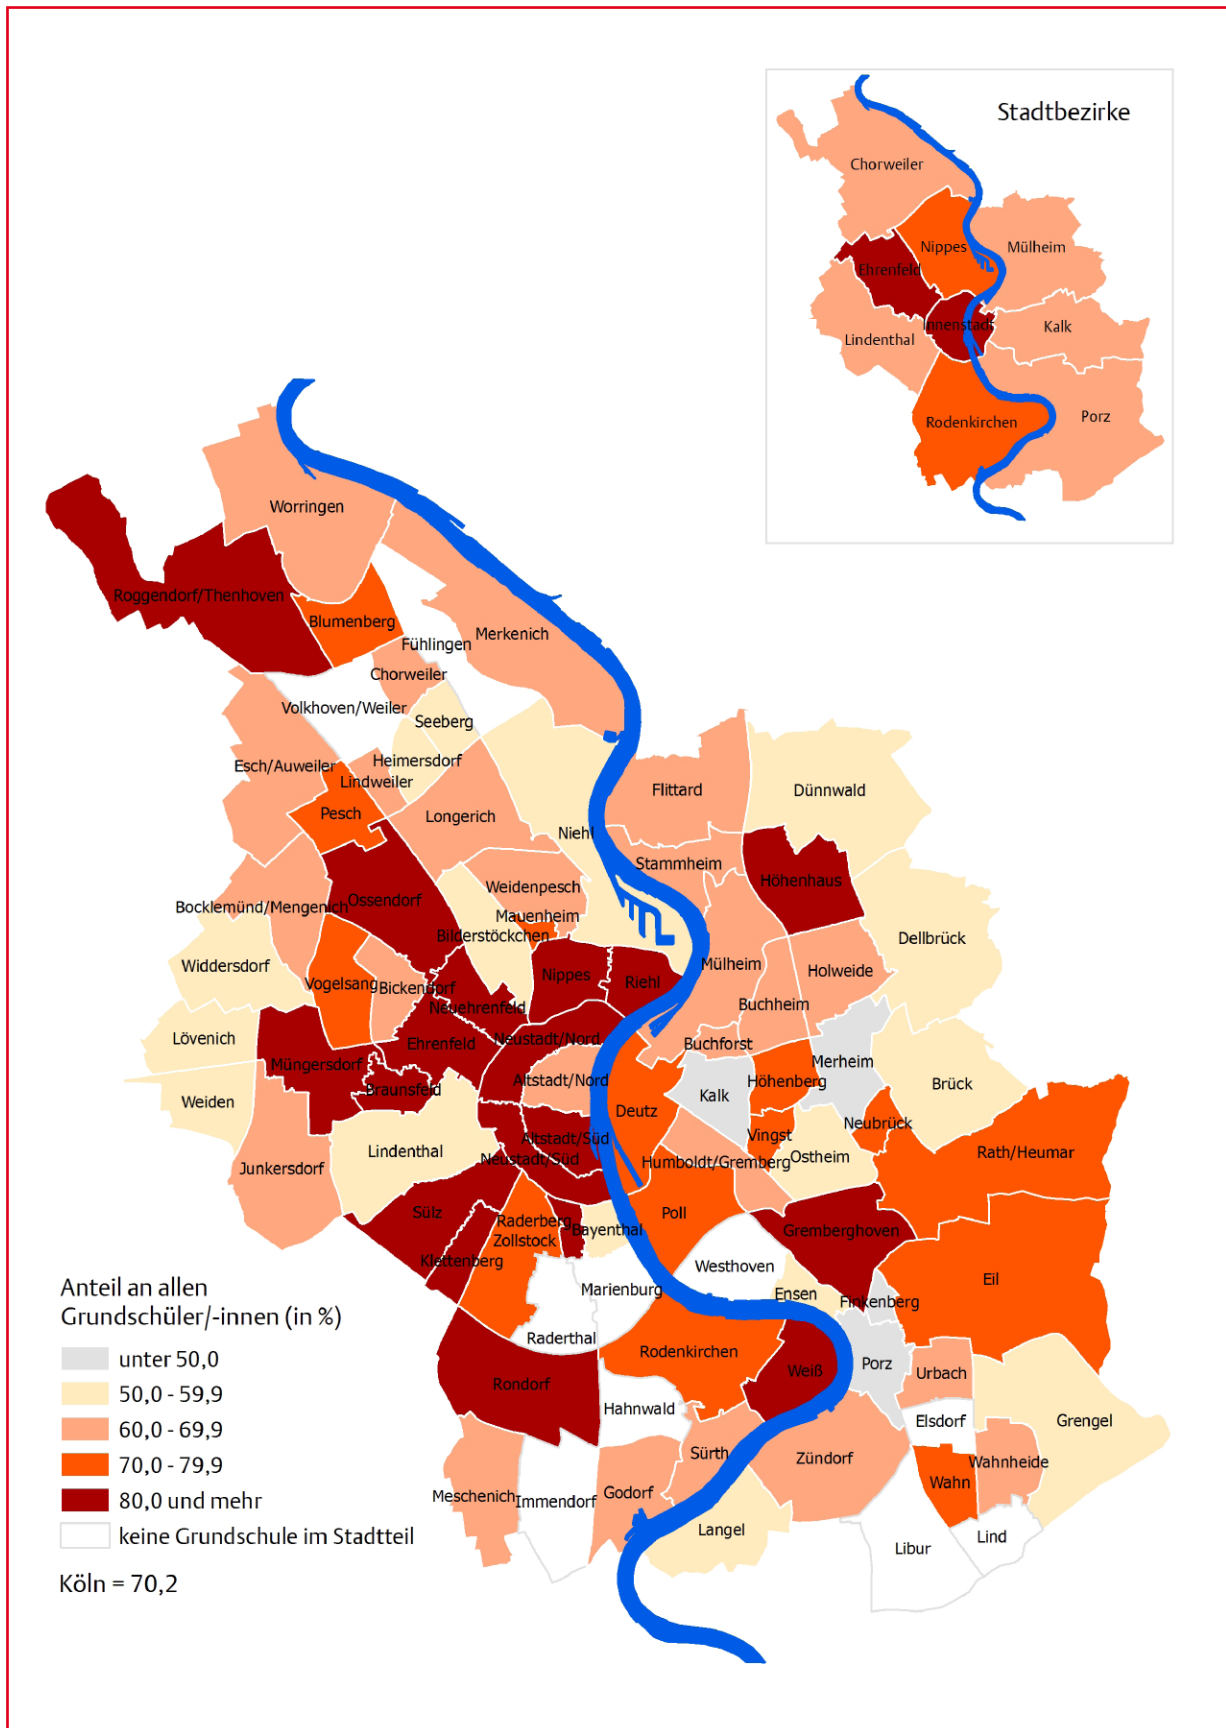 Stadtbezirke
Chorweiler
Nippes
Mülheim
Ehrenfeld
Innenstadt
Kalk
Lindenthal
Rodenkirchen
Porz
Worringen
Roggendorf/Thenhoven
Blumenberg
Merkenich
Fühlingen
Chorweiler
Volkhoven/Weiler
Seeberg
Heimersdorf
Esch/Auweiler
Lindweiler
Pesch
Longerich
Flittard
Dünnwald
Niehl
Stammheim
Höhenhaus
Weidenpesch
Ossendorf
Bocklemünd/Mengenich
Mauenheim
Bilderstöckchen
Dellbrück
Widdersdorf
Mülheim
Holweide
Nippes
Riehl
Vogelsang
Bickendorf
Buchheim
Neuehrenfeld
Lövenich
Ehrenfeld
Neustadt/Nord
Buchforst
Merheim
Müngersdorf
Braunsfeld
Altstadt/Nord
Höhenberg
Brück
Kalk
Weiden
Deutz
Neubrück
Vingst
Altstadt/Süd
Lindenthal
Rath/Heumar
Ostheim
Neustadt/Süd
Humboldt/Gremberg
Junkersdorf
Sülz
Raderberg
Poll
Bayenthal
Gremberghoven
Zollstock
Klettenberg
Westhoven
Eil
Marienburg
Ensen
Finkenberg
Raderthal
Rodenkirchen
Porz
Weiß
Urbach
Rondorf
Hahnwald
Elsdorf
Grengel
Sürth
Zündorf
Wahnheide
Wahn
Meschenich
Immendorf
Godorf
Langel
Lind
Libur
Anteil an allen
Grundschüler/-innen (in %)
unter 50,0
50,0 - 59,9
60,0 - 69,9
70,0 - 79,9
80,0 und mehr
keine Grundschule im Stadtteil
Köln = 70,2